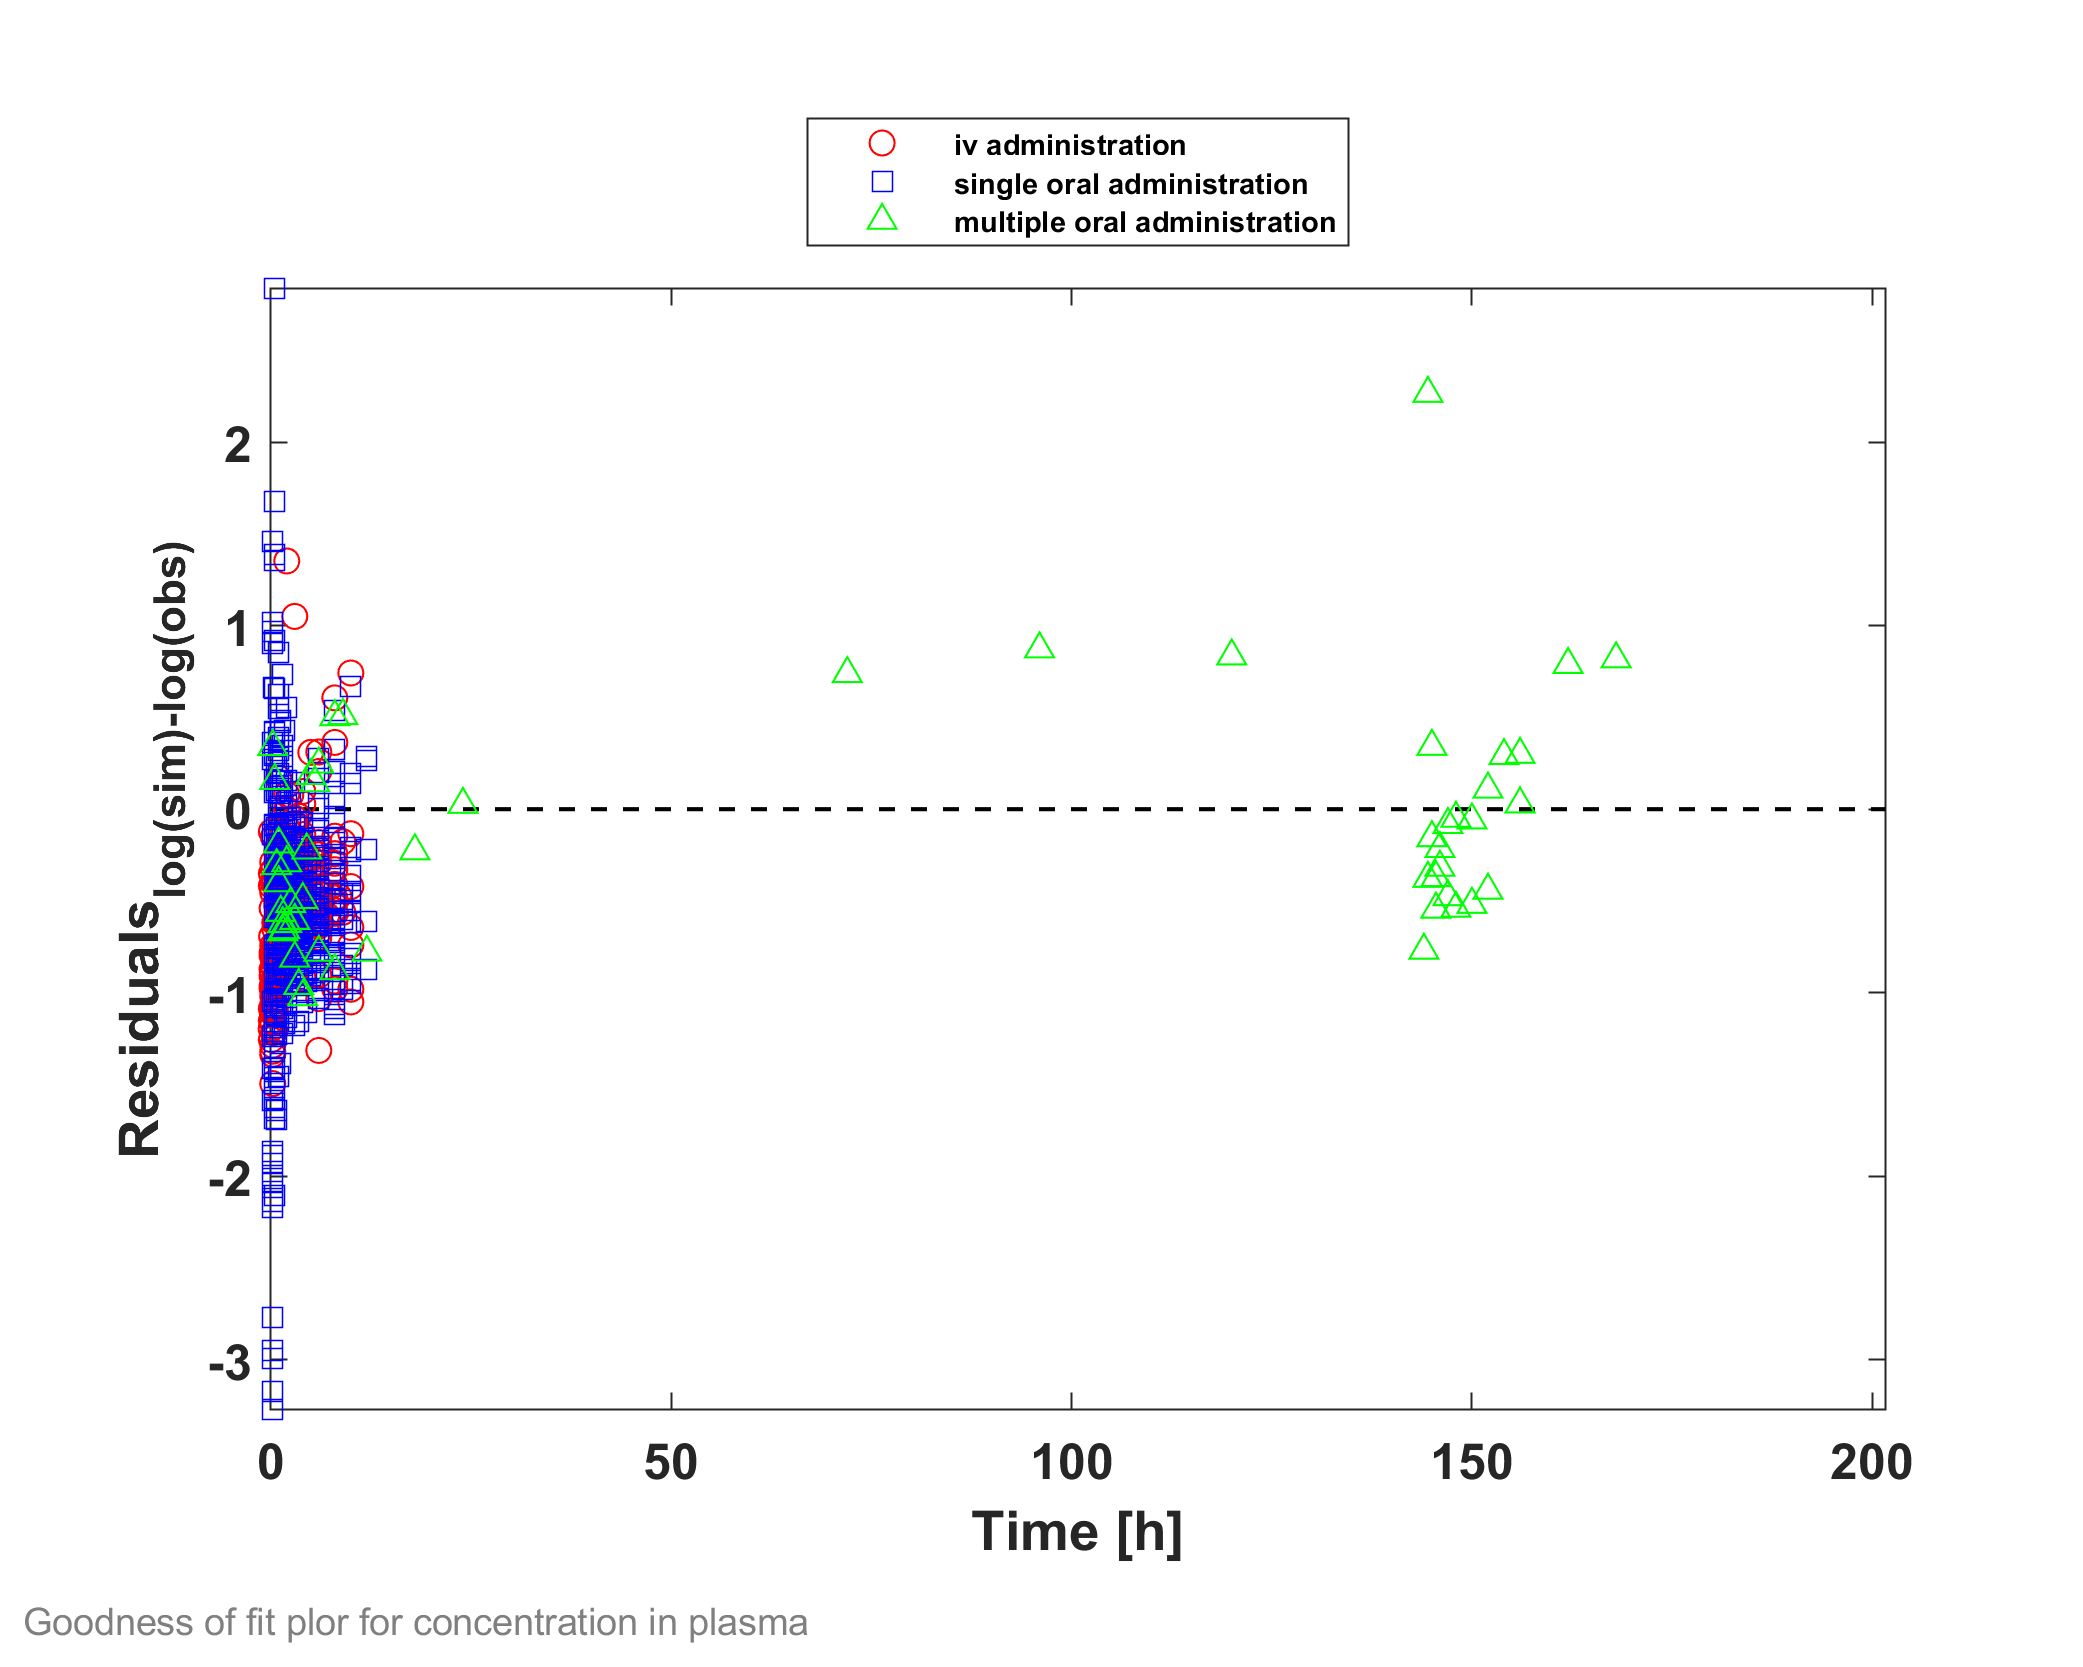 iv administration
single oral administration
multiple oral administration
Residuals log(sim)-log(obs)
2
1
0
-1
-2
-3
0 50 100 150 200
Time [h]
Goodness of fit plor for concentration in plasma